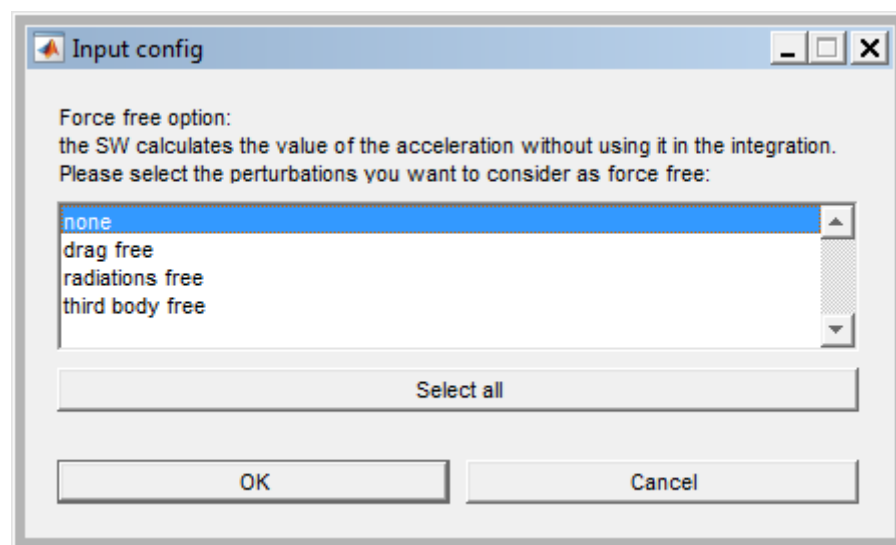 Input config
Force free option:
the SW calculates the value of the acceleration without using it in the integration.
Please select the perturbations you want to consider as force free:
none
drag free
radiations free
third body free
Select all
OK
Cancel